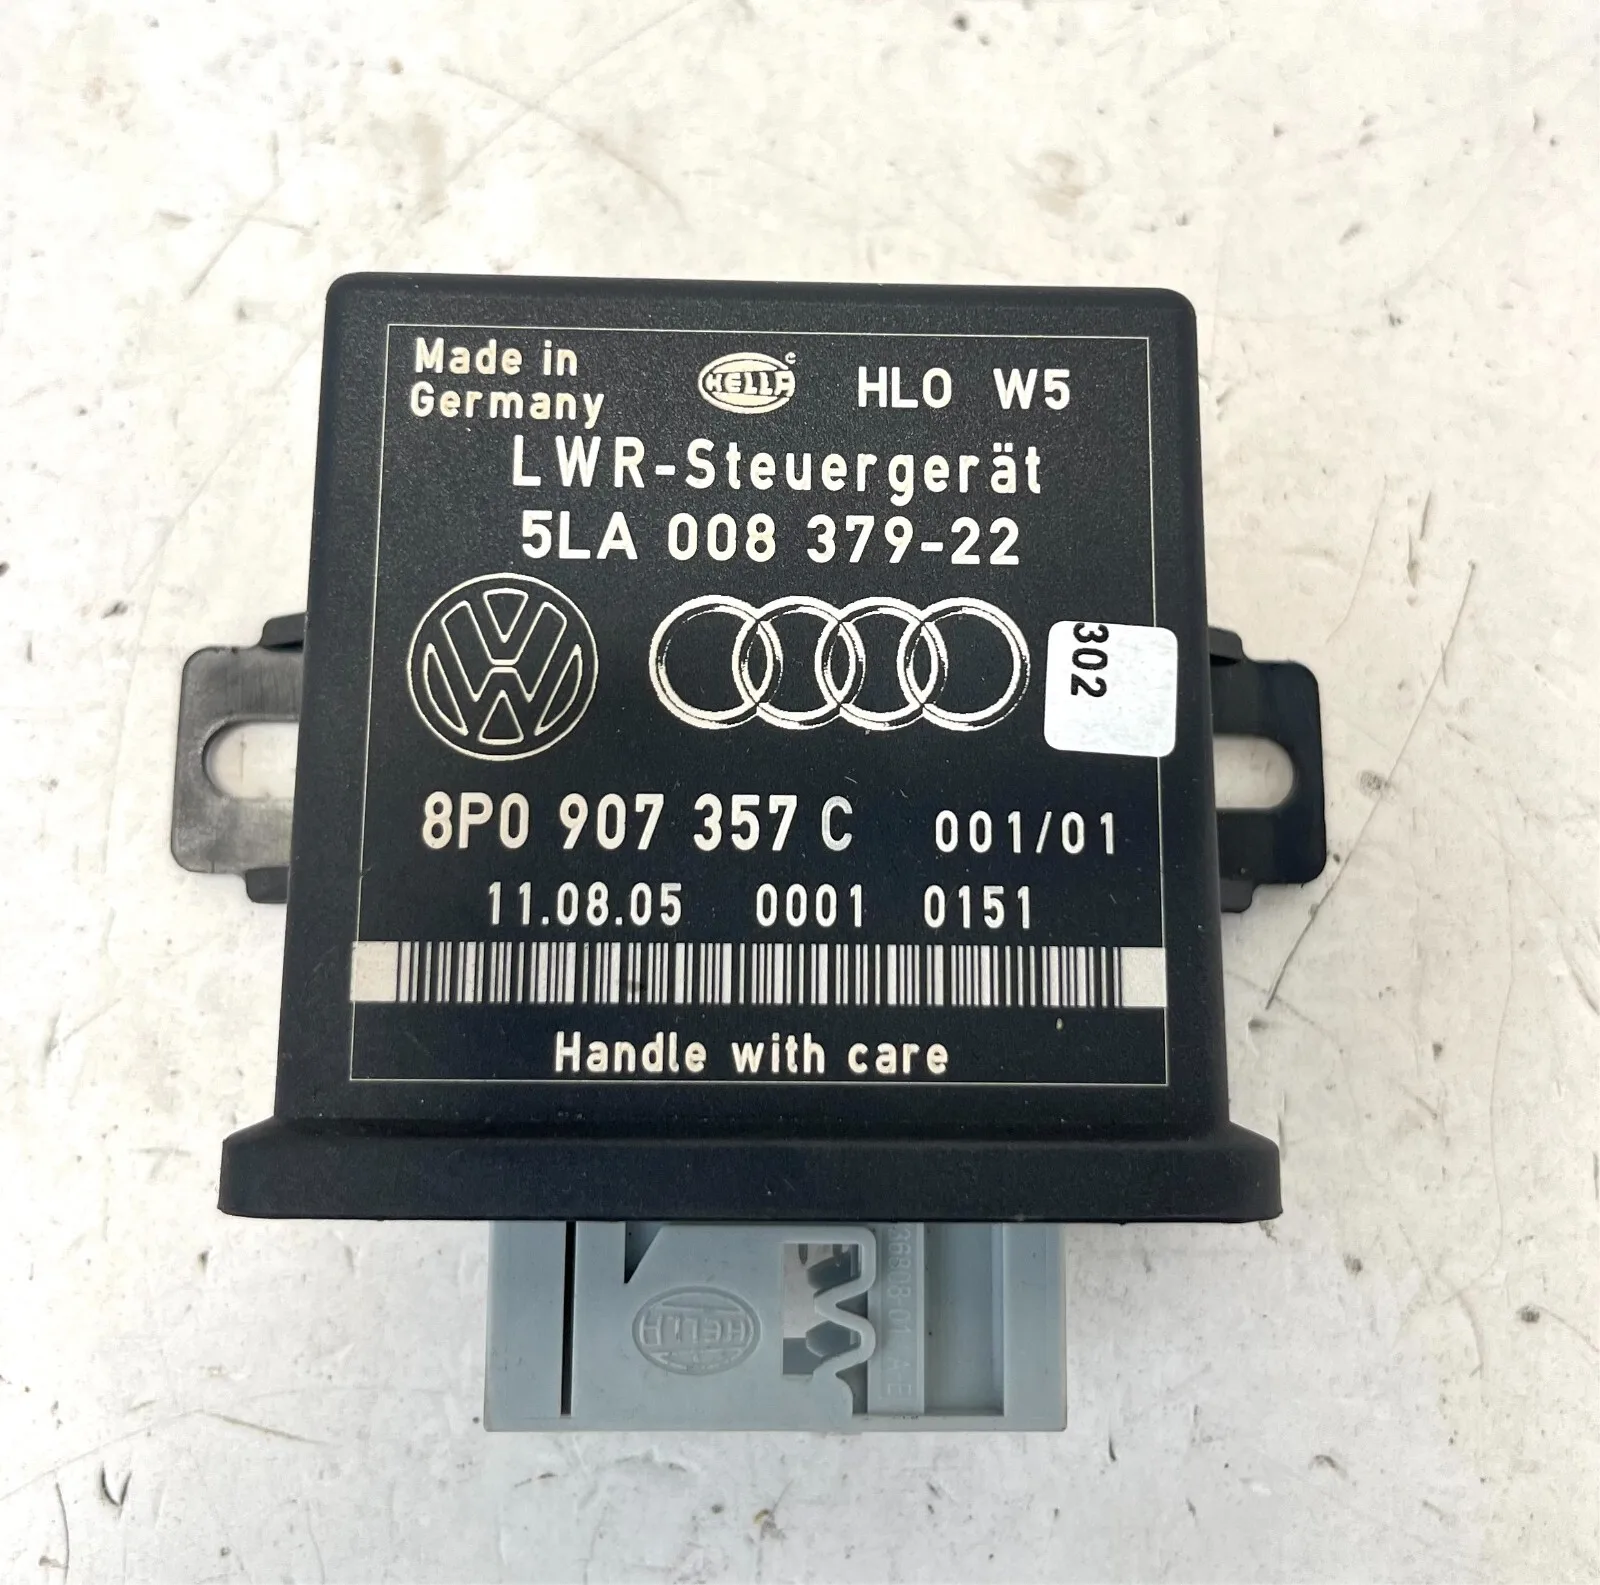 Made in
Germany
HELLA
HLO W5
LWR-Steuergerät
5LA 008 379-22
302
8P0 907 357 C 001/01
11.08.05 0001 0151
Handle with care
HELLA